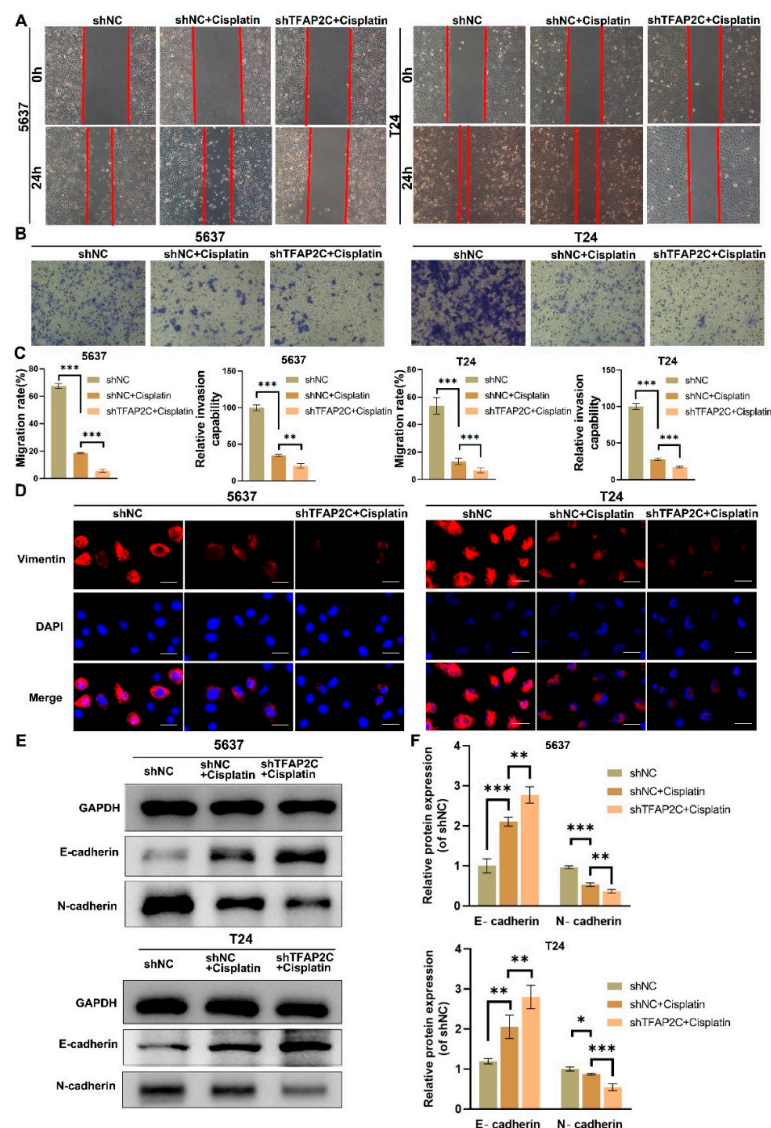 A
shNC shNC+Cisplatin shTFAP2C+Cisplatin
shNC shNC+Cisplatin shTFAP2C+Cisplatin
0h
5637
24h
0h
T24
24h
B
5637
T24
shNC shNC+Cisplatin shTFAP2C+Cisplatin
shNC shNC+Cisplatin shTFAP2C+Cisplatin
C
5637
Migration rate(%)
80
60
40
20
0
***
***
shNC
shNC+Cisplatin
shTFAP2C+Cisplatin
5637
Relative invasion
capability
150
100
50
0
***
**
shNC
shNC+Cisplatin
shTFAP2C+Cisplatin
T24
Migration rate(%)
80
60
40
20
0
***
***
shNC
shNC+Cisplatin
shTFAP2C+Cisplatin
T24
Relative invasion
capability
150
100
50
0
***
***
shNC
shNC+Cisplatin
shTFAP2C+Cisplatin
D
5637
T24
shNC shTFAP2C+Cisplatin
shNC shNC+Cisplatin shTFAP2C+Cisplatin
Vimentin
DAPI
Merge
E
5637
shNC shNC +Cisplatin shTFAP2C +Cisplatin
GAPDH
E-cadherin
N-cadherin
T24
shNC shNC +Cisplatin shTFAP2C +Cisplatin
GAPDH
E-cadherin
N-cadherin
F
5637
Relative protein expression
(of shNC)
4
3
2
1
0
***
**
***
**
shNC
shNC+Cisplatin
shTFAP2C+Cisplatin
E- cadherin N- cadherin
T24
Relative protein expression
(of shNC)
4
3
2
1
0
**
**
*
***
shNC
shNC+Cisplatin
shTFAP2C+Cisplatin
E- cadherin N- cadherin